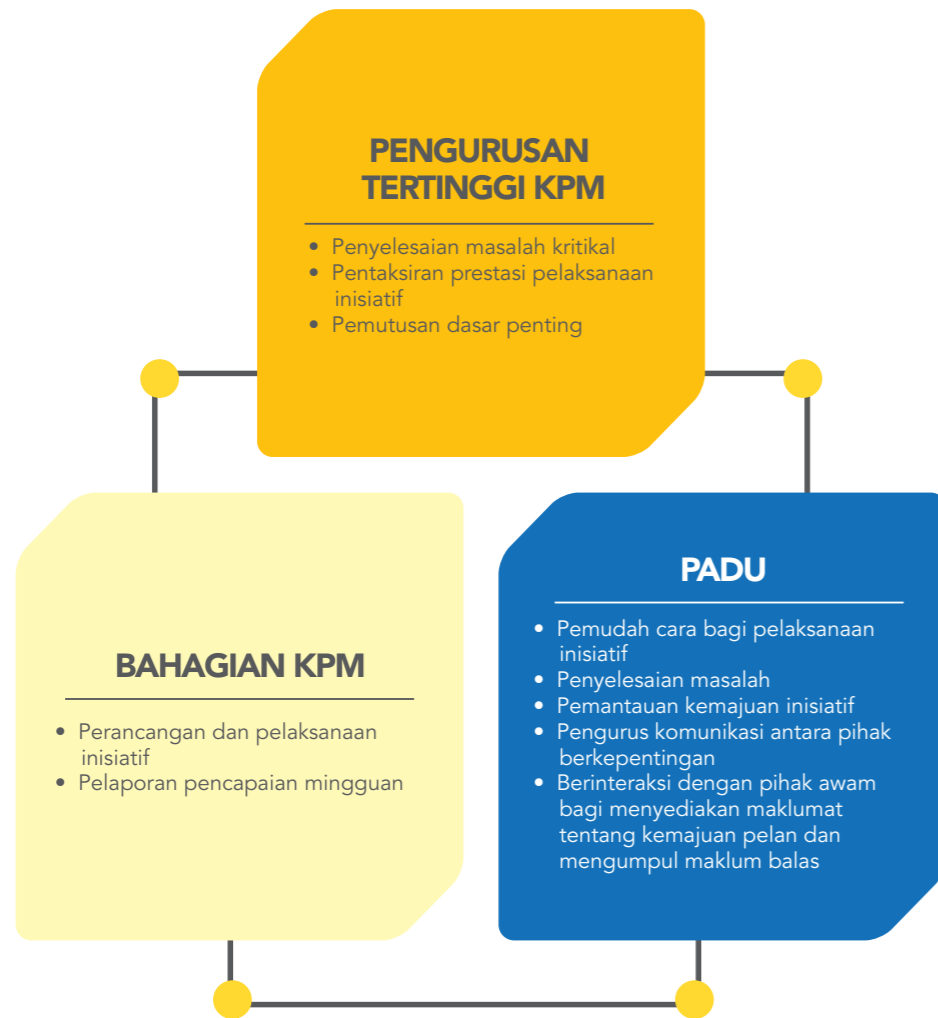 PENGURUSAN
TERTINGGI KPM
• Penyelesaian masalah kritikal
• Pentaksiran prestasi pelaksanaan
inisiatif
• Pemutusan dasar penting
BAHAGIAN KPM
• Perancangan dan pelaksanaan
inisiatif
• Pelaporan pencapaian mingguan
PADU
• Pemudah cara bagi pelaksanaan
inisiatif
• Penyelesaian masalah
• Pemantauan kemajuan inisiatif
• Pengurus komunikasi antara pihak
berkepentingan
• Berinteraksi dengan pihak awam
bagi menyediakan maklumat
tentang kemajuan pelan dan
mengumpul maklum balas